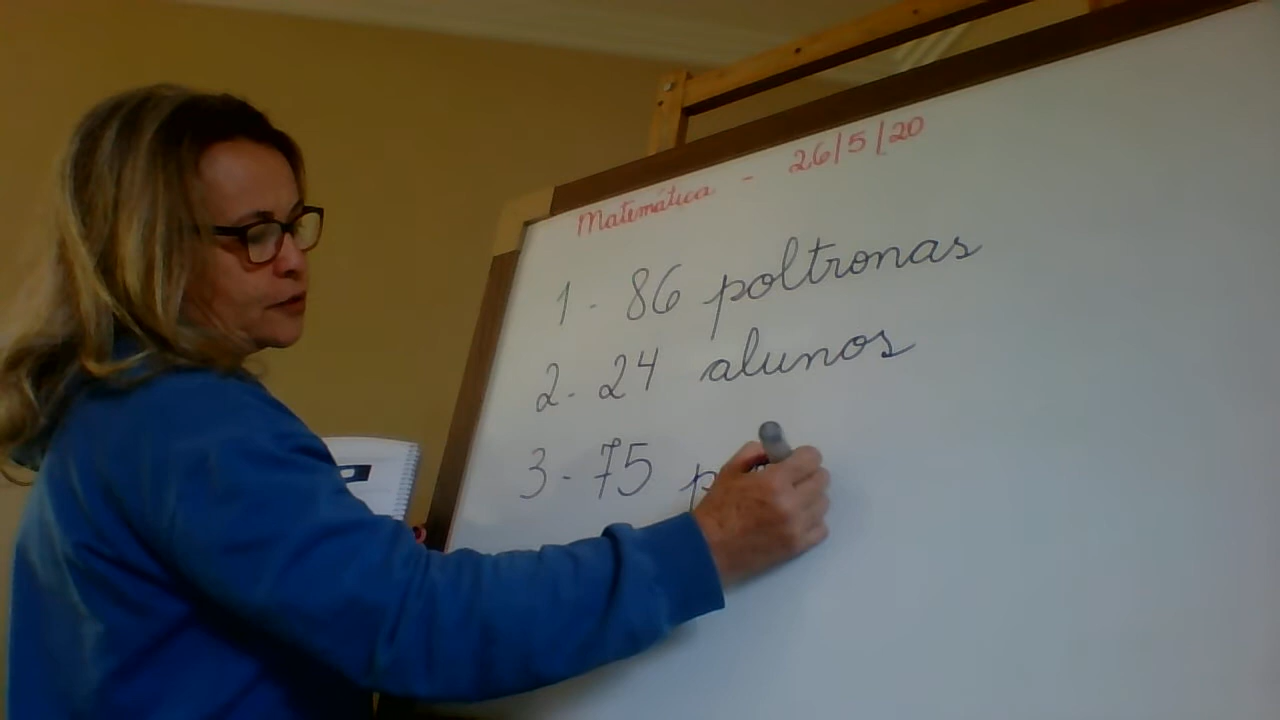 Matemática - 26/5/20
1 - 86 poltronas
2 - 24 alunos
3 - 75 p